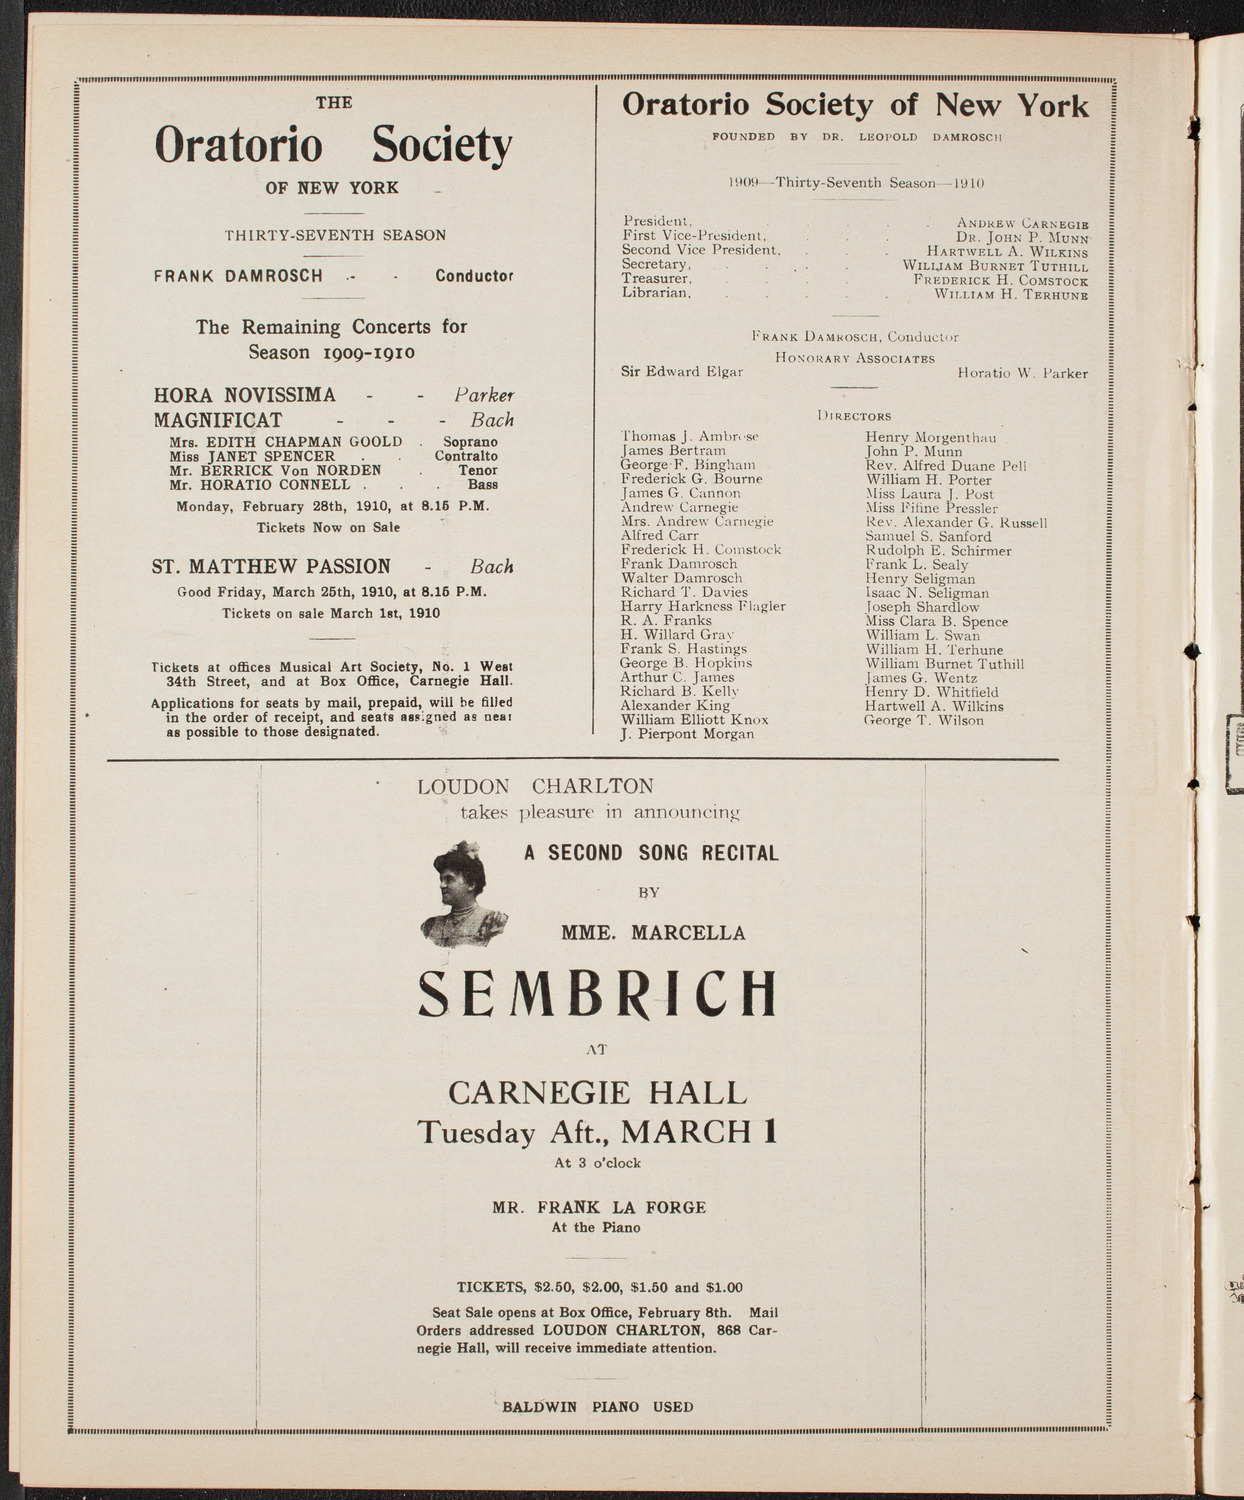 THE
Oratorio Society
OF NEW YORK
THIRTY-SEVENTH SEASON
FRANK DAMROSCH - - Conductor
The Remaining Concerts for
Season 1909-1910
HORA NOVISSIMA - - Parker
MAGNIFICAT - - - Bach
Mrs. EDITH CHAPMAN GOOLD . Soprano
Miss JANET SPENCER . . Contralto
Mr. BERRICK Von NORDEN . Tenor
Mr. HORATIO CONNELL . . . Bass
Monday, February 28th, 1910, at 8.15 P.M.
Tickets Now on Sale
ST. MATTHEW PASSION - Bach
Good Friday, March 25th, 1910, at 8.15 P.M.
Tickets on sale March 1st, 1910
Tickets at offices Musical Art Society, No. 1 West
34th Street, and at Box Office, Carnegie Hall.
Applications for seats by mail, prepaid, will be filled
in the order of receipt, and seats assigned as near
as possible to those designated.
Oratorio Society of New York
FOUNDED BY DR. LEOPOLD DAMROSCH
1909—Thirty-Seventh Season—1910
President, . . . ANDREW CARNEGIE
First Vice-President, . . . DR. JOHN P. MUNN
Second Vice President, . . . HARTWELL A. WILKINS
Secretary, . . . . WILLIAM BURNET TUTHILL
Treasurer, . . . . FREDERICK H. COMSTOCK
Librarian, . . . . . WILLIAM H. TERHUNE
FRANK DAMROSCH, Conductor
HONORARY ASSOCIATES
Sir Edward Elgar Horatio W. Parker
DIRECTORS
Thomas J. Ambrose
James Bertram
George F. Bingham
Frederick G. Bourne
James G. Cannon
Andrew Carnegie
Mrs. Andrew Carnegie
Alfred Carr
Frederick H. Comstock
Frank Damrosch
Walter Damrosch
Richard T. Davies
Harry Harkness Flagler
R. A. Franks
H. Willard Gray
Frank S. Hastings
George B. Hopkins
Arthur C. James
Richard B. Kelly
Alexander King
William Elliott Knox
J. Pierpont Morgan
Henry Morgenthau
John P. Munn
Rev. Alfred Duane Pell
William H. Porter
Miss Laura J. Post
Miss Fifine Pressler
Rev. Alexander G. Russell
Samuel S. Sanford
Rudolph E. Schirmer
Frank L. Sealy
Henry Seligman
Isaac N. Seligman
Joseph Shardlow
Miss Clara B. Spence
William L. Swan
William H. Terhune
William Burnet Tuthill
James G. Wentz
Henry D. Whitfield
Hartwell A. Wilkins
George T. Wilson
LOUDON CHARLTON
takes pleasure in announcing
A SECOND SONG RECITAL
BY
MME. MARCELLA
SEMBRICH
AT
CARNEGIE HALL
Tuesday Aft., MARCH 1
At 3 o'clock
MR. FRANK LA FORGE
At the Piano
TICKETS, $2.50, $2.00, $1.50 and $1.00
Seat Sale opens at Box Office, February 8th. Mail
Orders addressed LOUDON CHARLTON, 868 Car-
negie Hall, will receive immediate attention.
BALDWIN PIANO USED